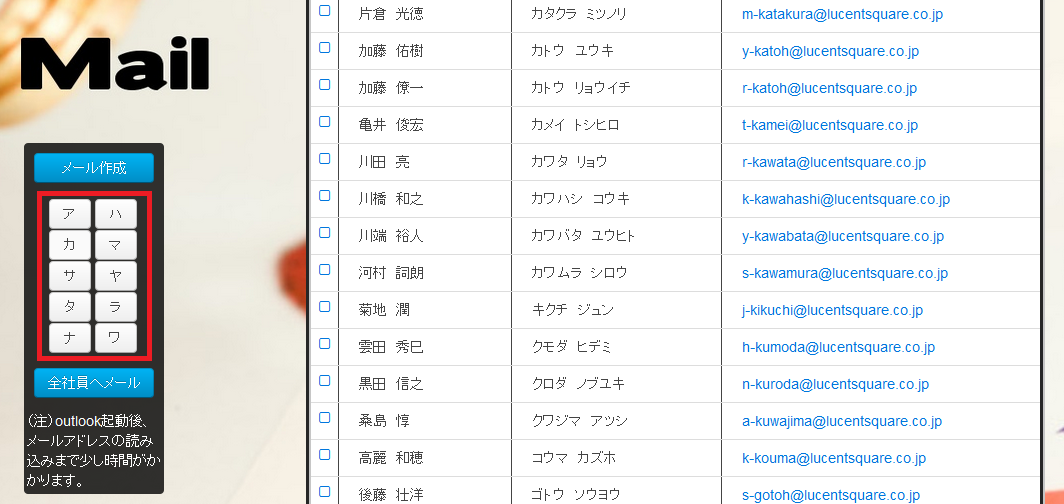 Mail
メール作成
ア ハ
カ マ
サ ヤ
タ ラ
ナ ワ
全社員へメール
(注)outlook起動後、
メールアドレスの読み
込みまで少し時間がか
かります。
片倉 光徳 カタクラ ミツノリ m-katakura@lucentsquare.co.jp
加藤 佑樹 カトウ ユウキ y-katoh@lucentsquare.co.jp
加藤 僚一 カトウ リョウイチ r-katoh@lucentsquare.co.jp
亀井 俊宏 カメイ トシヒロ t-kamei@lucentsquare.co.jp
川田 亮 カワタ リョウ r-kawata@lucentsquare.co.jp
川橋 和之 カワハシ コウキ k-kawahashi@lucentsquare.co.jp
川端 裕人 カワバタ ユウヒト y-kawabata@lucentsquare.co.jp
河村 詞朗 カワムラ シロウ s-kawamura@lucentsquare.co.jp
菊地 潤 キクチ ジュン j-kikuchi@lucentsquare.co.jp
雲田 秀巳 クモダ ヒデミ h-kumoda@lucentsquare.co.jp
黒田 信之 クロダ ノブユキ n-kuroda@lucentsquare.co.jp
桑島 惇 クワジマ アツシ a-kuwajima@lucentsquare.co.jp
高麗 和穂 コウマ カズホ k-kouma@lucentsquare.co.jp
後藤 壮洋 ゴトウ ソウヨウ s-gotoh@lucentsquare.co.jp